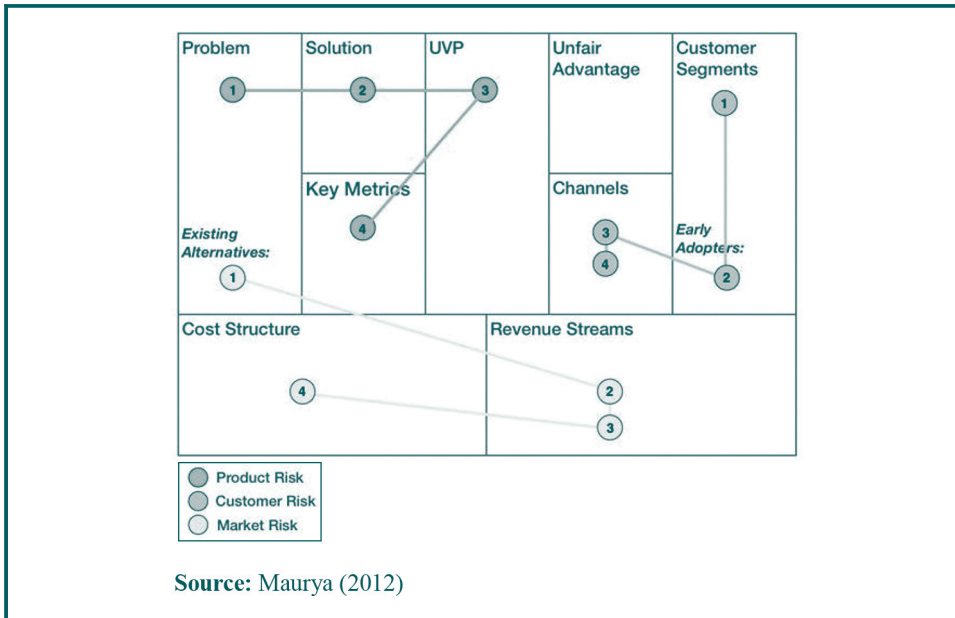 Problem
1
Solution
2
UVP
3
Unfair
Advantage
Customer
Segments
1
Key Metrics
4
Channels
3
4
Existing
Alternatives:
1
Early
Adopters:
2
Cost Structure
4
Revenue Streams
2
3
Product Risk
Customer Risk
Market Risk
Source: Maurya (2012)